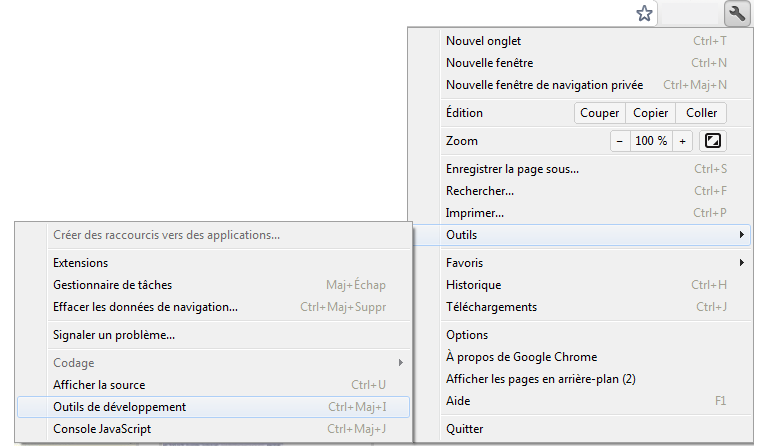 Nouvel onglet Ctrl+T
Nouvelle fenêtre Ctrl+N
Nouvelle fenêtre de navigation privée Ctrl+Maj+N
Édition Couper Copier Coller
Zoom − 100 % +
Enregistrer la page sous... Ctrl+S
Rechercher... Ctrl+F
Imprimer... Ctrl+P
Outils
Favoris
Historique Ctrl+H
Téléchargements Ctrl+J
Options
À propos de Google Chrome
Afficher les pages en arrière-plan (2)
Aide F1
Quitter
Créer des raccourcis vers des applications...
Extensions
Gestionnaire de tâches Maj+Échap
Effacer les données de navigation... Ctrl+Maj+Suppr
Signaler un problème...
Codage
Afficher la source Ctrl+U
Outils de développement Ctrl+Maj+I
Console JavaScript Ctrl+Maj+J